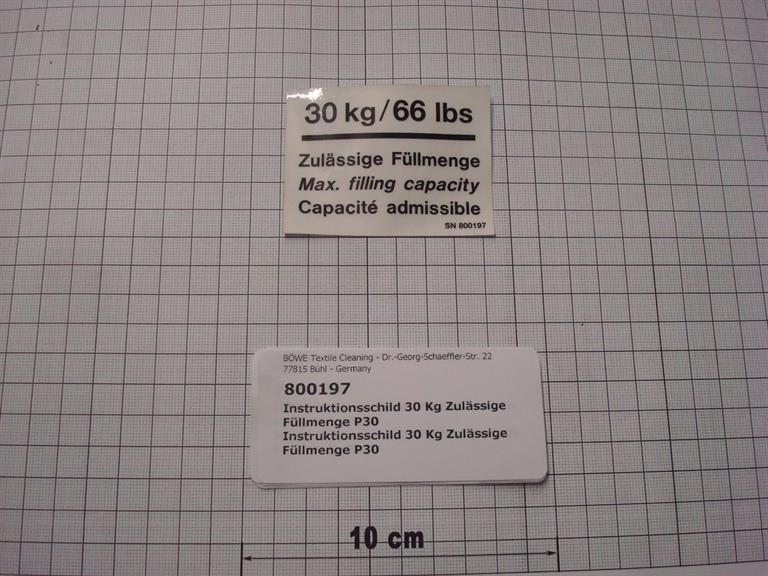 30 kg/66 lbs
Zulässige Füllmenge
Max. filling capacity
Capacité admissible
SN 800197
BÖWE Textile Cleaning - Dr.-Georg-Schaeffler-Str. 22
77815 Bühl - Germany
800197
Instruktionsschild 30 Kg Zulässige
Füllmenge P30
Instruktionsschild 30 Kg Zulässige
Füllmenge P30
10 cm